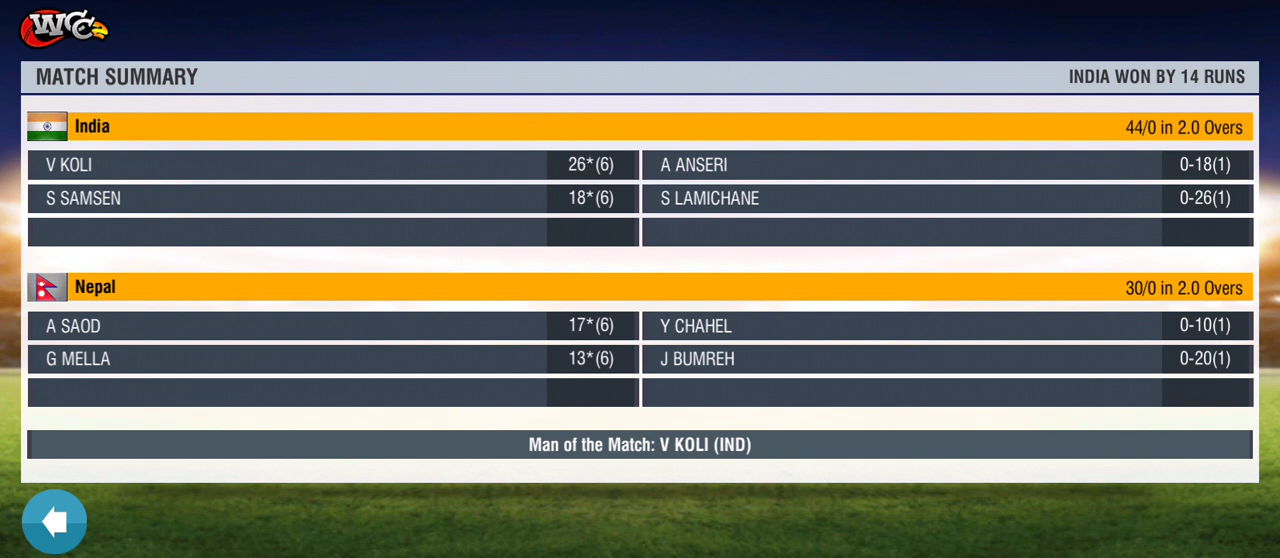 WCC
MATCH SUMMARY INDIA WON BY 14 RUNS
India 44/0 in 2.0 Overs
V KOLI 26*(6) A ANSERI 0-18(1)
S SAMSEN 18*(6) S LAMICHANE 0-26(1)
Nepal 30/0 in 2.0 Overs
A SAOD 17*(6) Y CHAHEL 0-10(1)
G MELLA 13*(6) J BUMREH 0-20(1)
Man of the Match: V KOLI (IND)